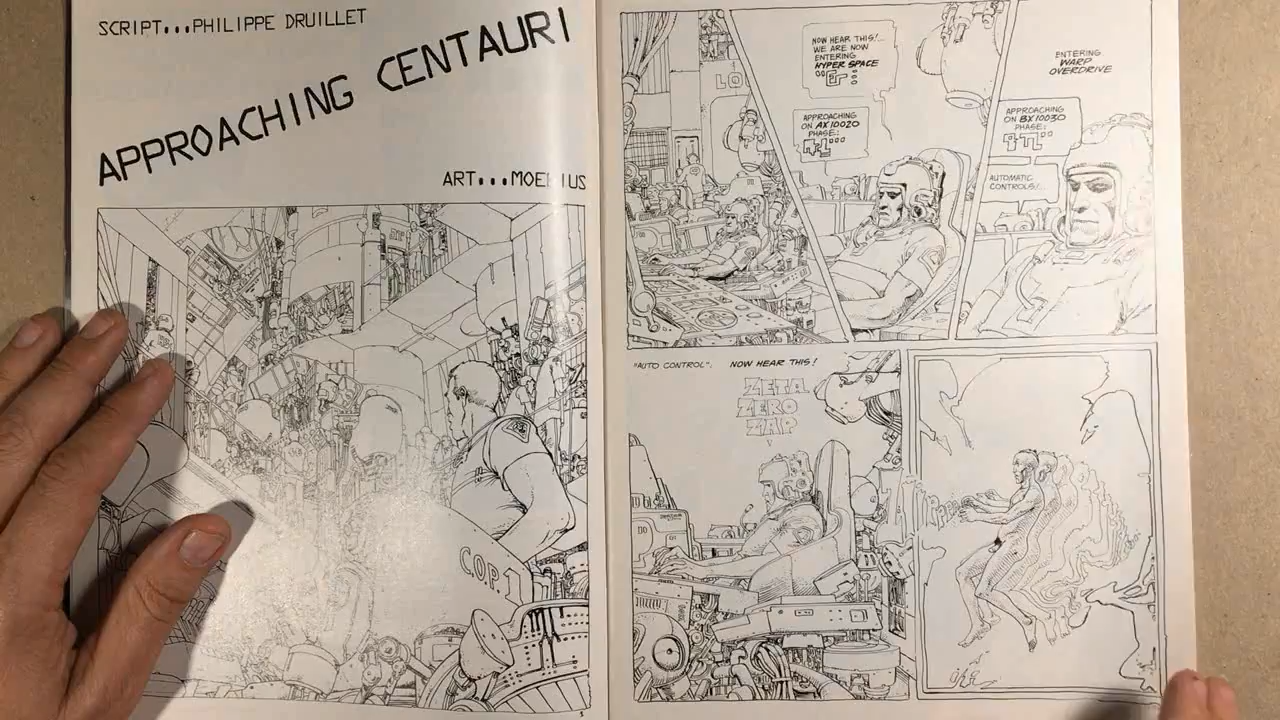 SCRIPT...PHILIPPE DRUILLET
APPROACHING CENTAURI
ART...MOEBIUS
C.O.P. 1
NOW HEAR THIS!..
WE ARE NOW
ENTERING
HYPER SPACE
APPROACHING
ON AX10020
PHASE:
ENTERING
WARP
OVERDRIVE
APPROACHING
ON BX10030
PHASE:
AUTOMATIC
CONTROLS!..
"AUTO CONTROL". NOW HEAR THIS!
ZETA
ZERO
ZAP